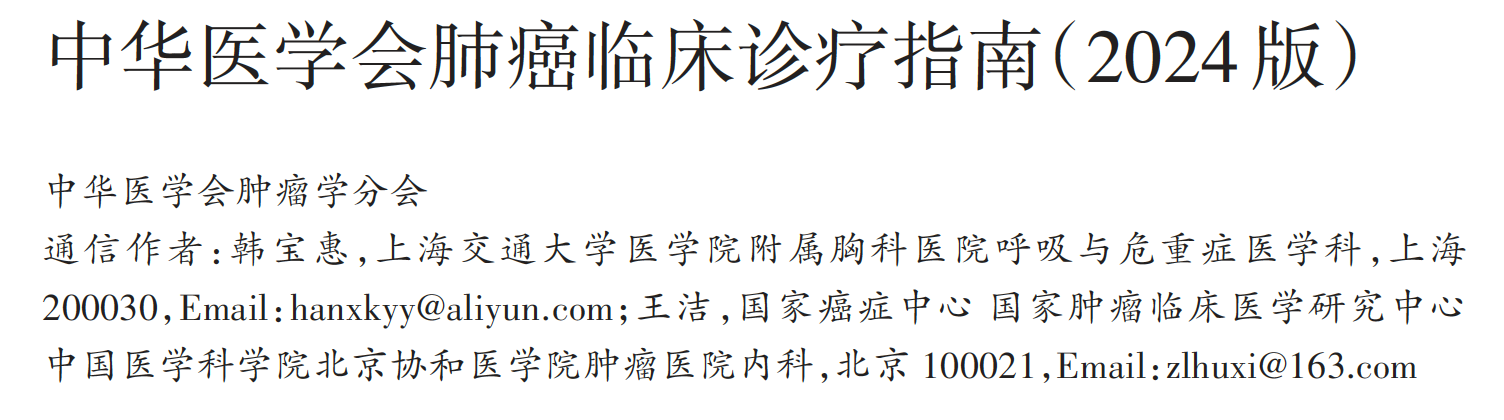 中华医学会肺癌临床诊疗指南(2024版)
中华医学会肿瘤学分会
通信作者:韩宝惠,上海交通大学医学院附属胸科医院呼吸与危重症医学科,上海
200030,Email:hanxkyy@aliyun.com;王洁,国家癌症中心 国家肿瘤临床医学研究中心
中国医学科学院北京协和医学院肿瘤医院内科,北京 100021,Email:zlhuxi@163.com